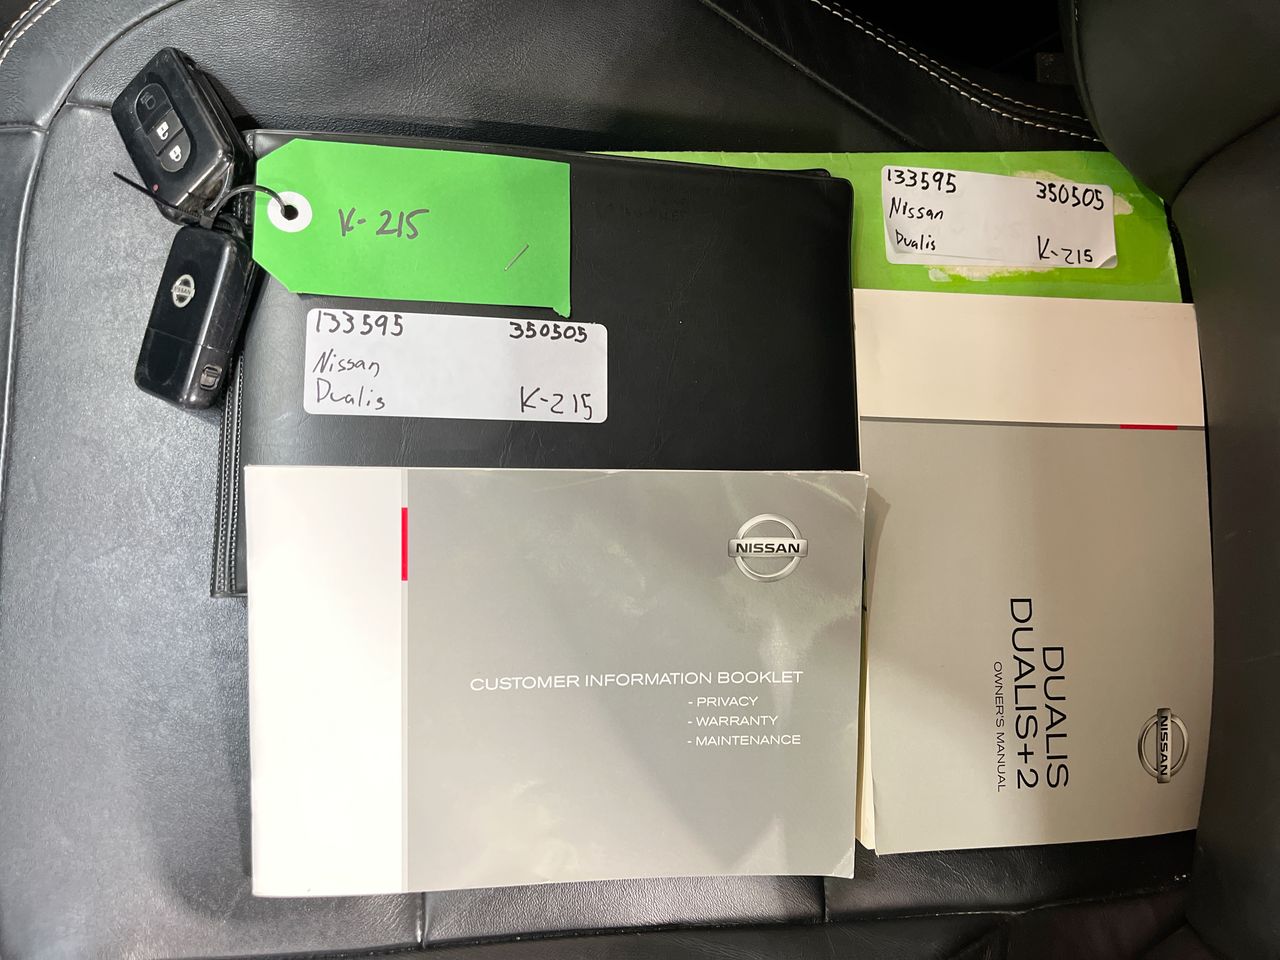 K-215
133595 350505
Nissan
Dualis K-215
133595 350505
Nissan
Dualis K-215
NISSAN
NISSAN
CUSTOMER INFORMATION BOOKLET
- PRIVACY
- WARRANTY
- MAINTENANCE
DUALIS
DUALIS+2
OWNER'S MANUAL
NISSAN